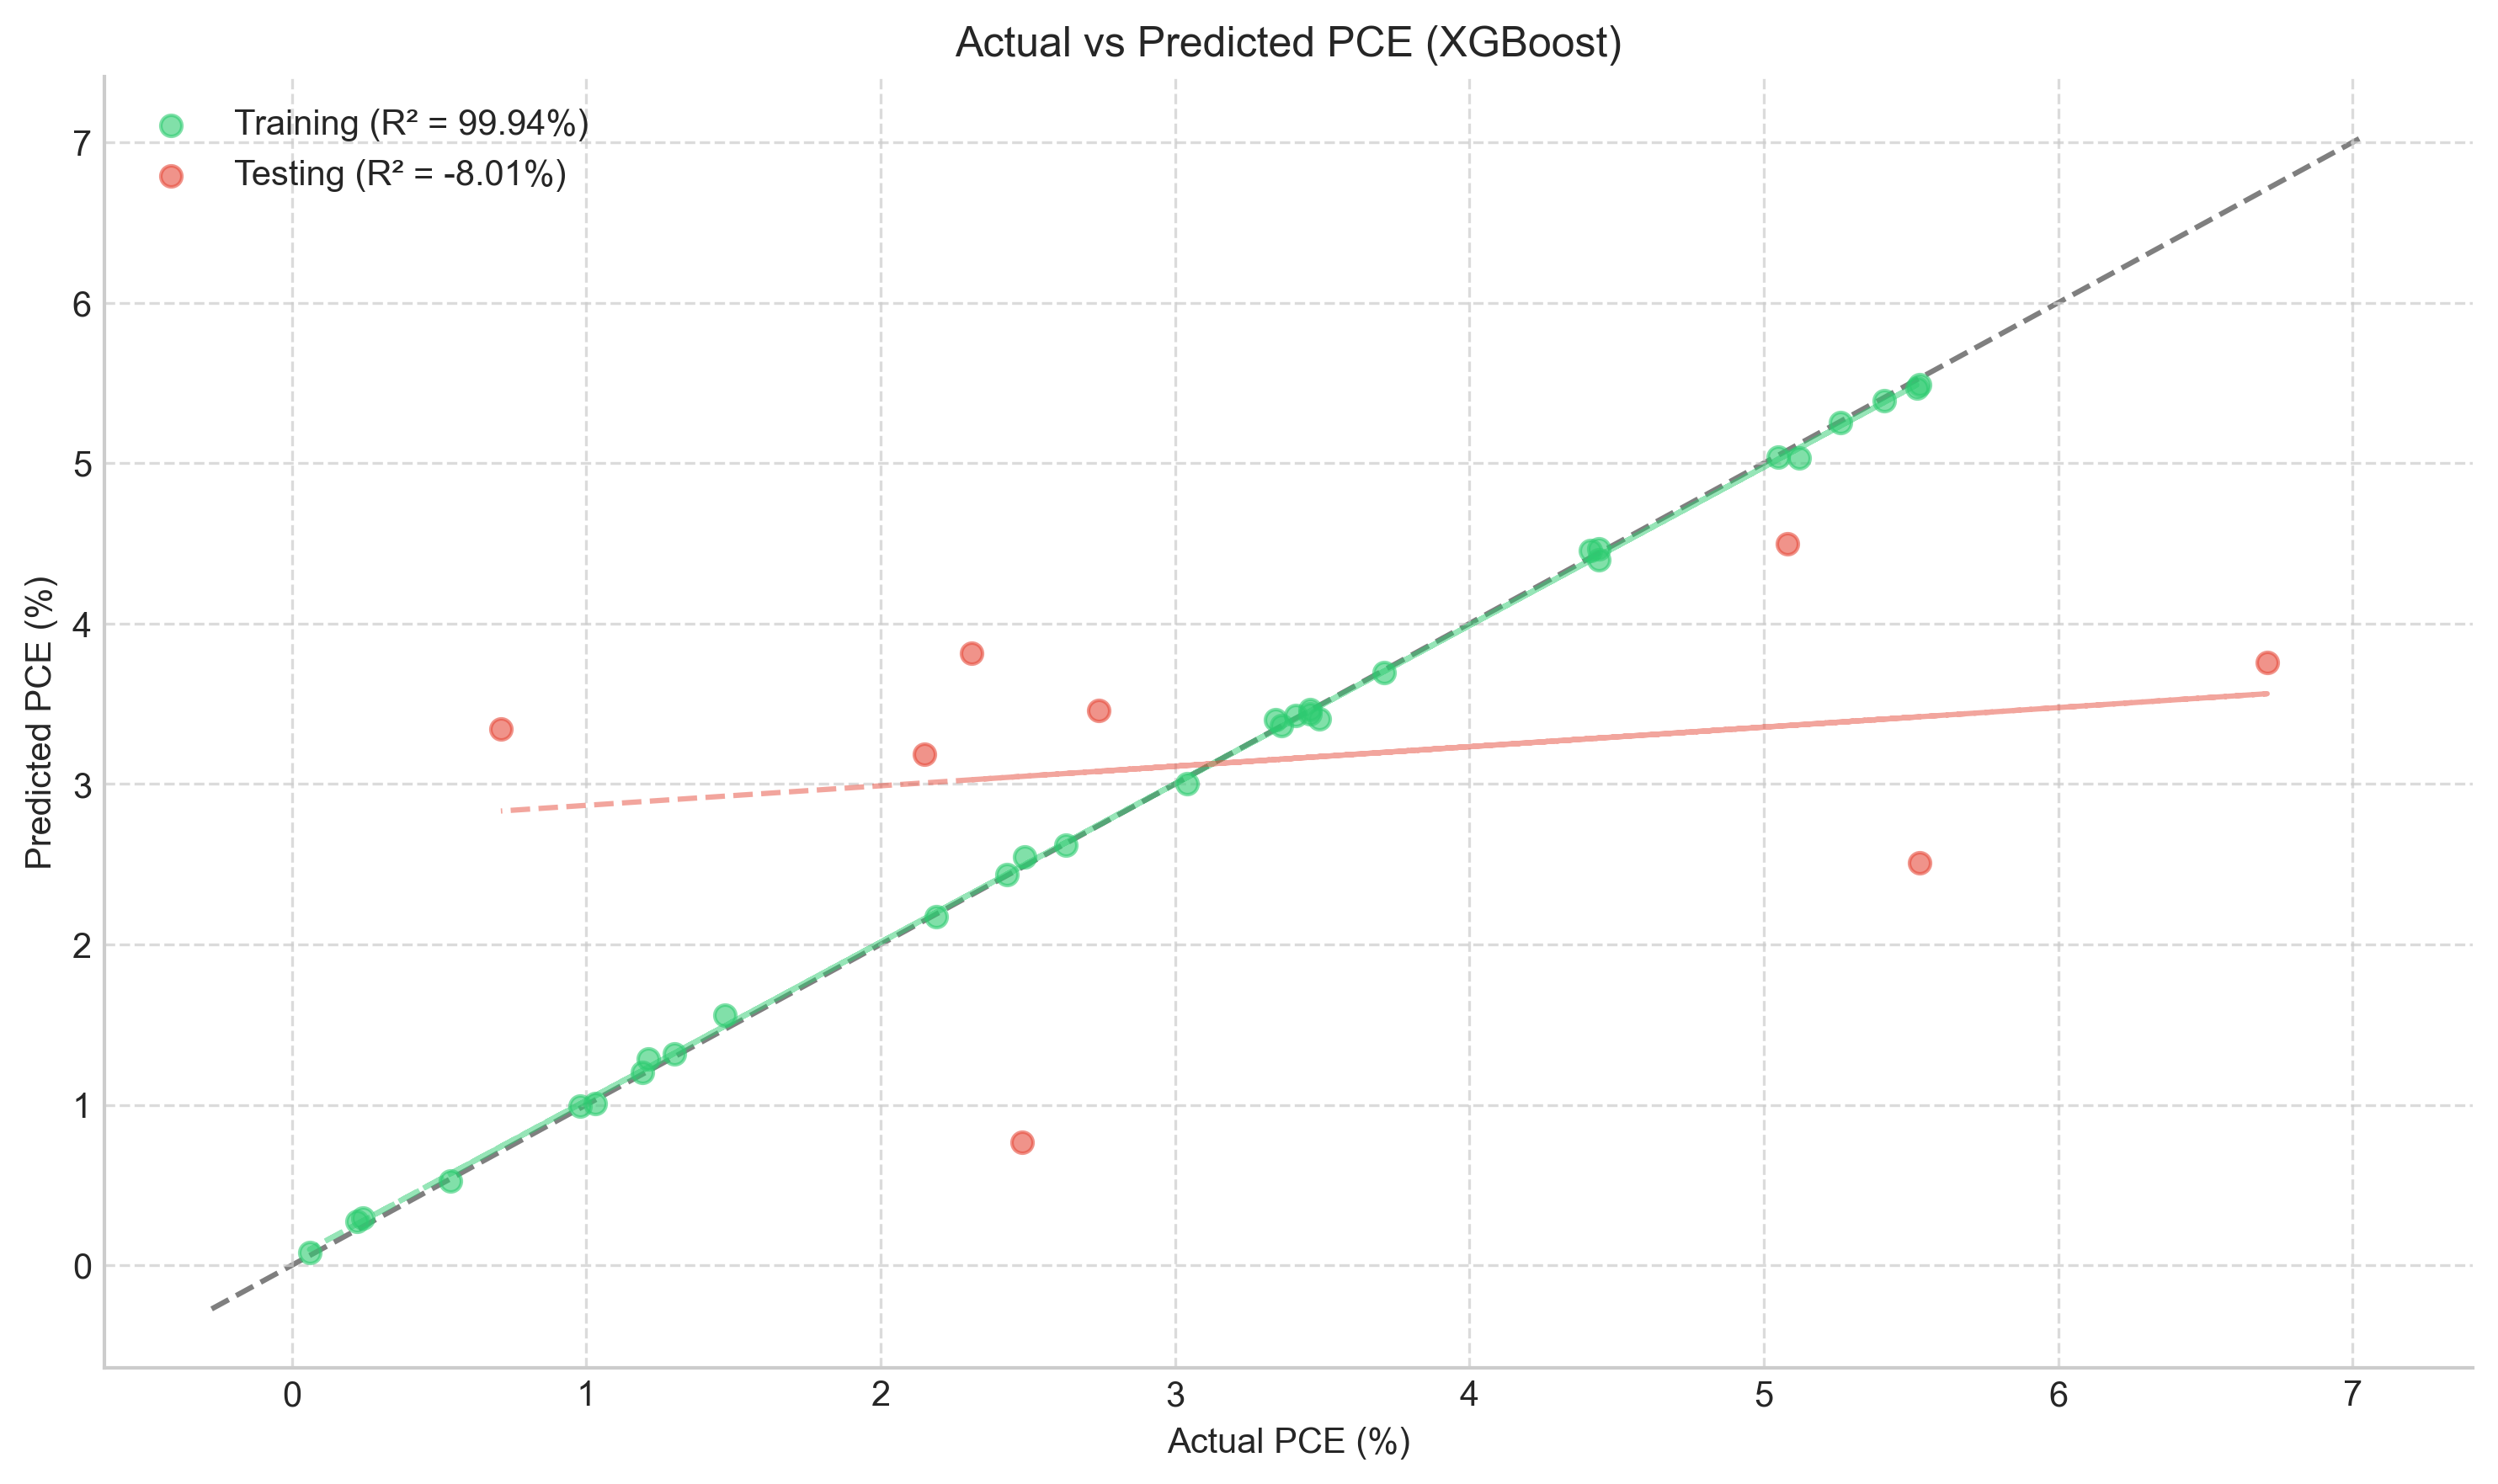 Actual vs Predicted PCE (XGBoost)
Training (R² = 99.94%)
Testing (R² = -8.01%)
Predicted PCE (%)
7
6
5
4
3
2
1
0
0 1 2 3 4 5 6 7
Actual PCE (%)